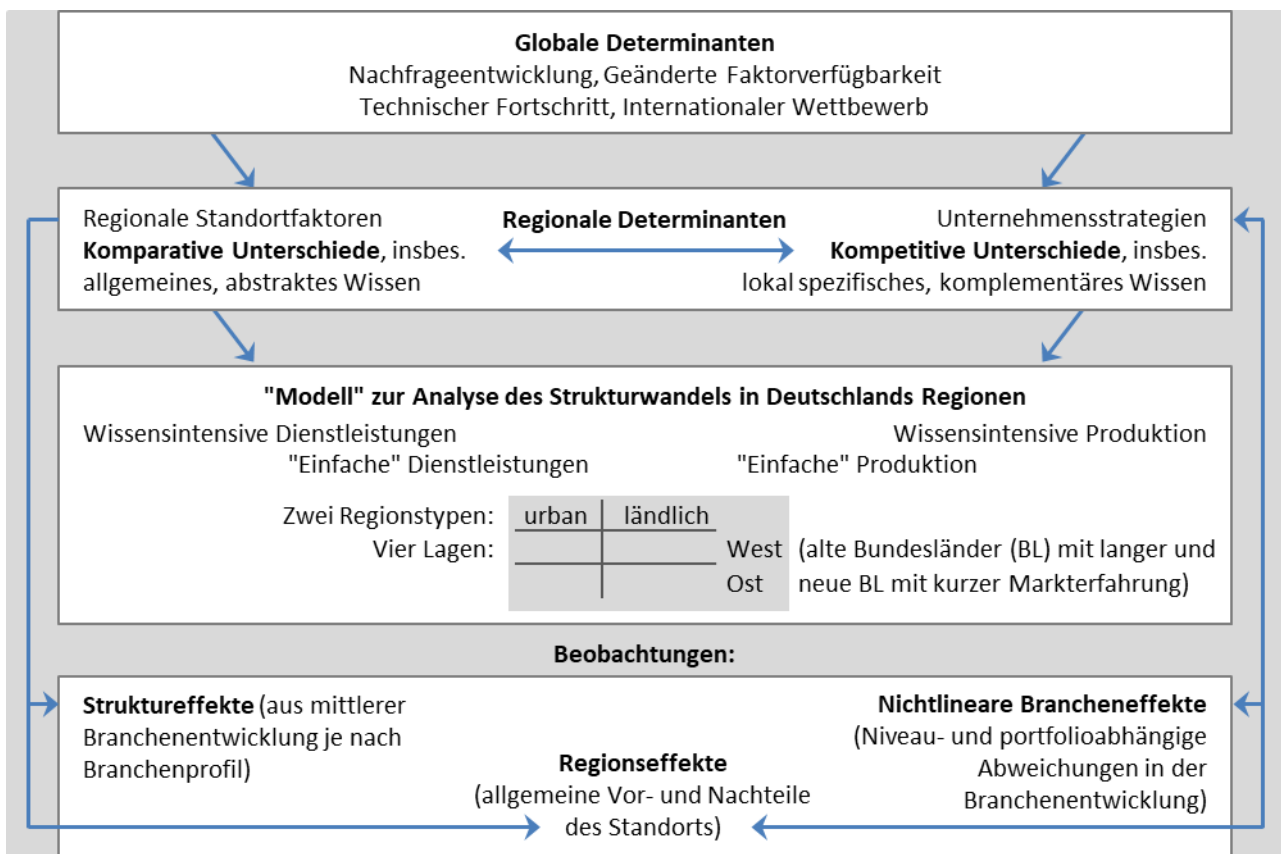 Globale Determinanten
Nachfrageentwicklung, Geänderte Faktorverfügbarkeit
Technischer Fortschritt, Internationaler Wettbewerb
Regionale Standortfaktoren
Komparative Unterschiede, insbes.
allgemeines, abstraktes Wissen
Regionale Determinanten
Unternehmensstrategien
Kompetitive Unterschiede, insbes.
lokal spezifisches, komplementäres Wissen
"Modell" zur Analyse des Strukturwandels in Deutschlands Regionen
Wissensintensive Dienstleistungen
Wissensintensive Produktion
"Einfache" Dienstleistungen
"Einfache" Produktion
Zwei Regionstypen: urban ländlich
Vier Lagen: West (alte Bundesländer (BL) mit langer und
Ost neue BL mit kurzer Markterfahrung)
Beobachtungen:
Struktureffekte (aus mittlerer
Branchenentwicklung je nach
Branchenprofil)
Regionseffekte
(allgemeine Vor- und Nachteile
des Standorts)
Nichtlineare Brancheneffekte
(Niveau- und portfolioabhängige
Abweichungen in der
Branchenentwicklung)